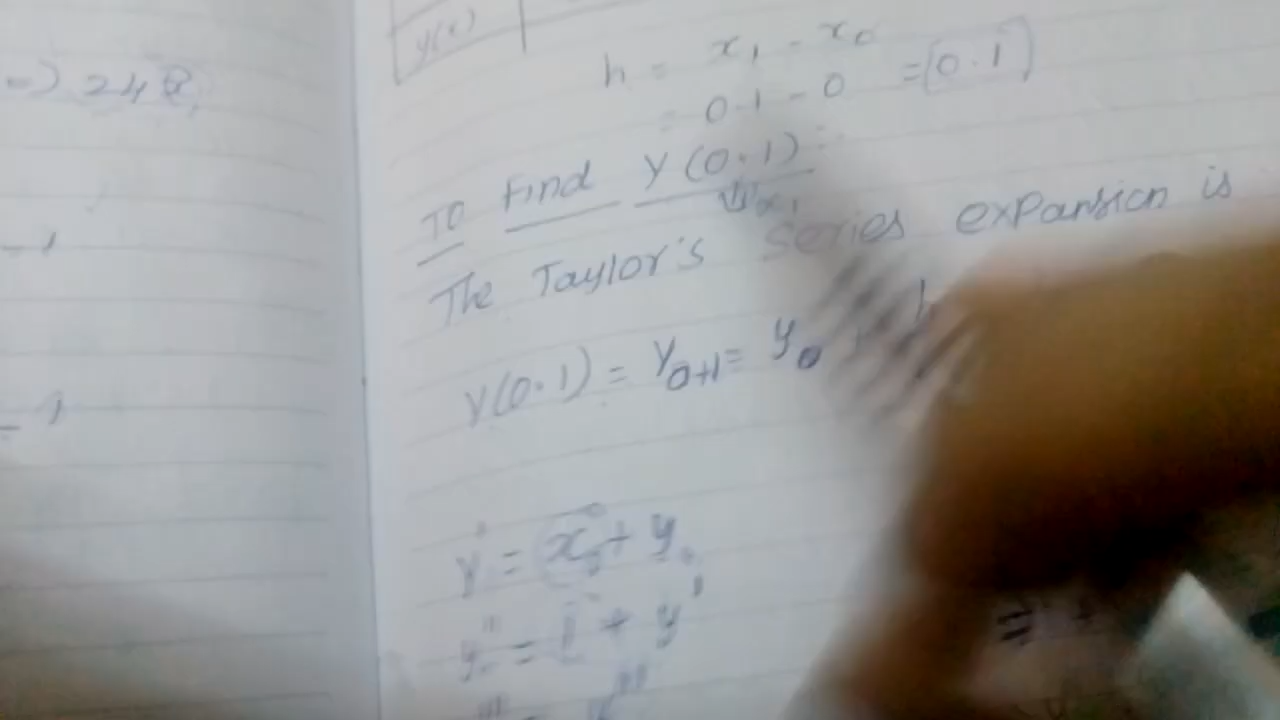 => 248
y(x)
h = x₁ - x₀
= 0.1 - 0 = 0.1
TO Find y(0.1)
The Taylor's Series expansion is
y(0.1) = y₀₊₁ = y₀ + h
y' = x + y
y'' = 1 + y'
y''' = y''